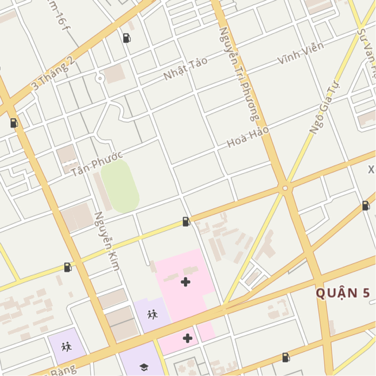 3 Tháng 2
Nhật Tảo
Nguyễn Tri Phương
Vĩnh Viễn
Ngô Gia Tự
Hoà Hảo
Tân Phước
Nguyễn Kim
QUẬN 5
X
Bàng